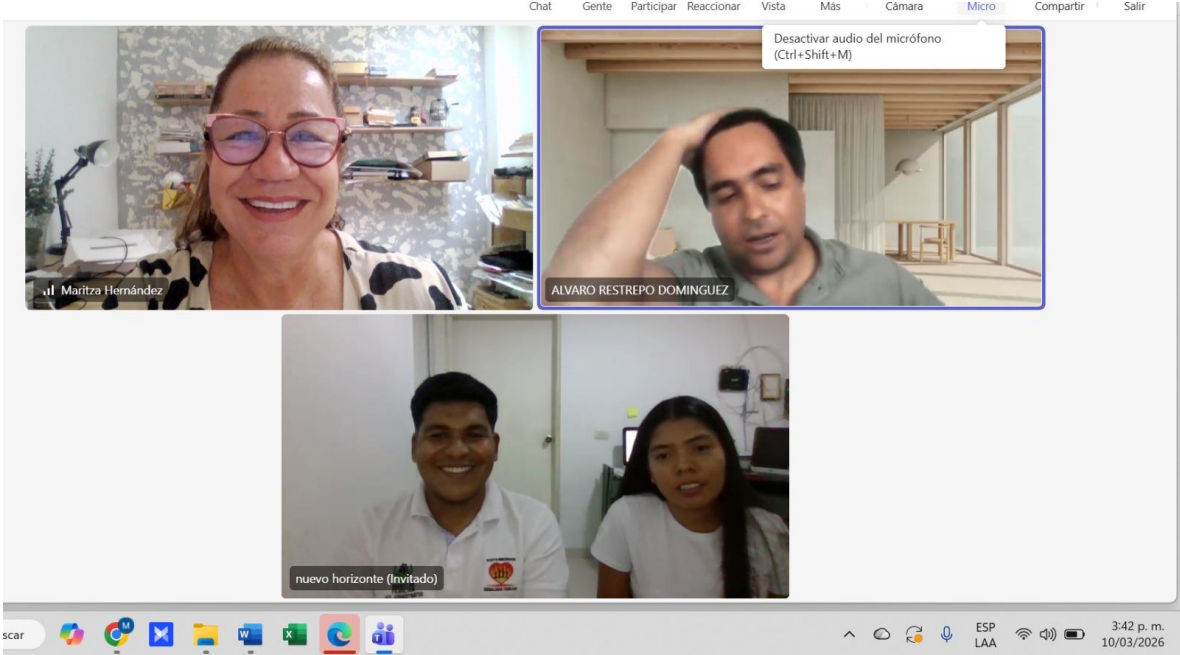 Chat Gente Participar Reaccionar Vista Más Cámara Micro Compartir Salir
Desactivar audio del micrófono
(Ctrl+Shift+M)
Maritza Hernández
ALVARO RESTREPO DOMINGUEZ
nuevo horizonte (Invitado)
scar
M
W
X
ESP
LAA
3:42 p. m.
10/03/2026